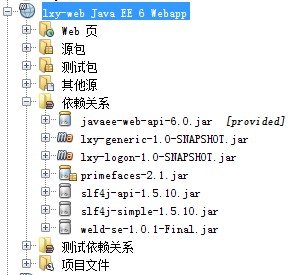 lxy-web Java EE 6 Webapp
Web 页
源包
测试包
其他源
依赖关系
javaee-web-api-6.0.jar [provided]
lxy-generic-1.0-SNAPSHOT.jar
lxy-logon-1.0-SNAPSHOT.jar
primefaces-2.1.jar
slf4j-api-1.5.10.jar
slf4j-simple-1.5.10.jar
weld-se-1.0.1-Final.jar
测试依赖关系
项目文件